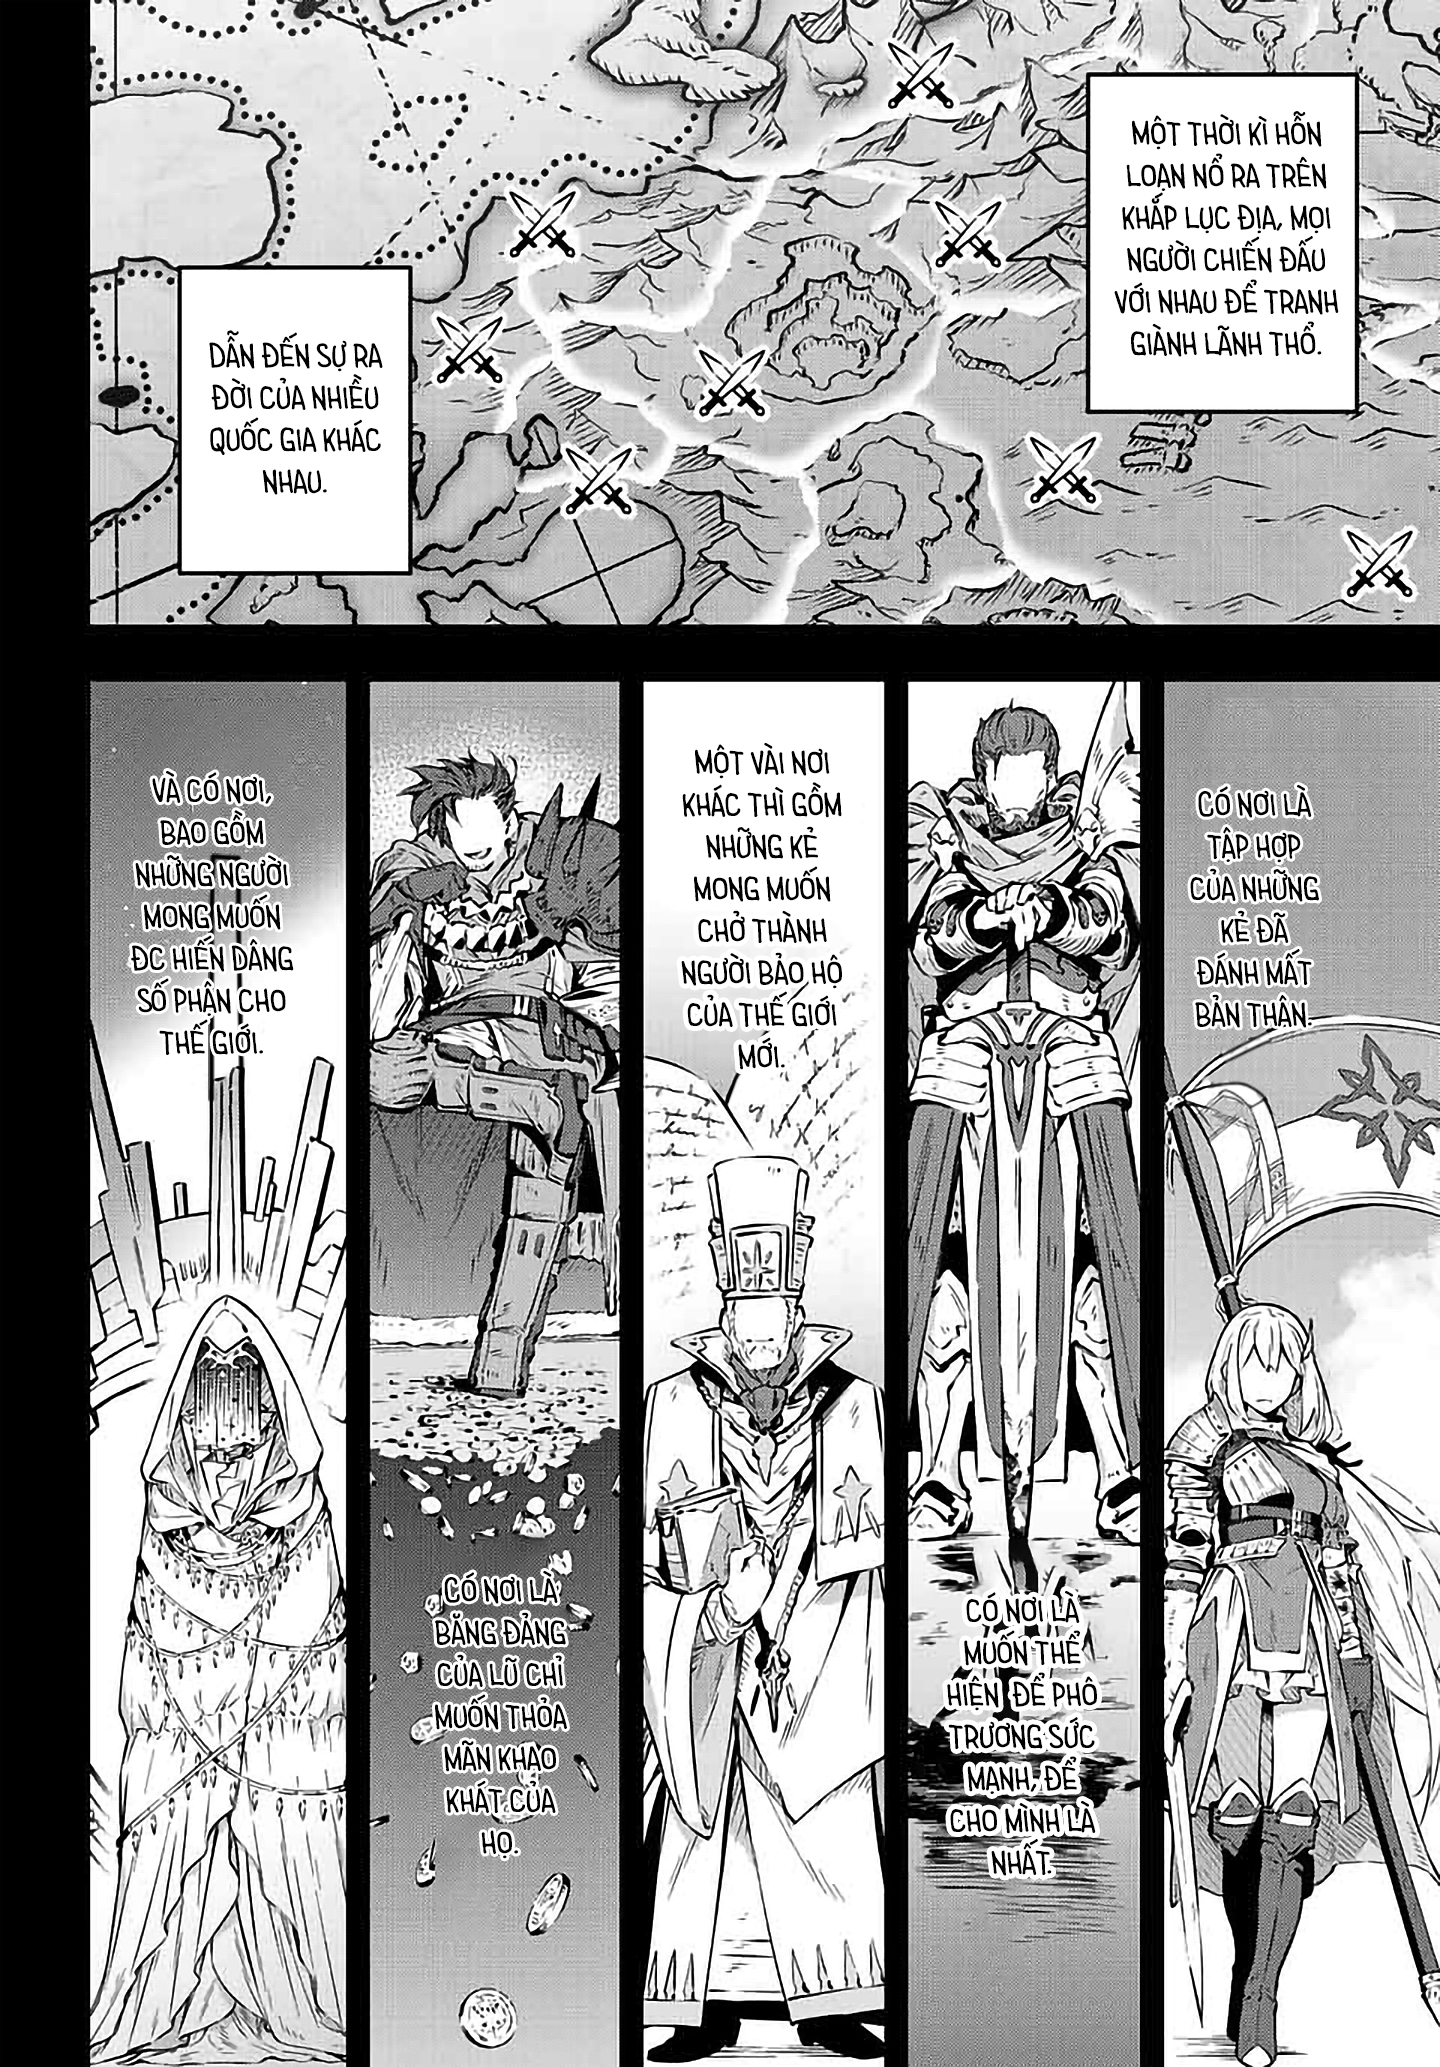 MỘT THỜI KÌ HỖN
LOẠN NỔ RA TRÊN
KHẮP LỤC ĐỊA, MỌI
NGƯỜI CHIẾN ĐẤU
VỚI NHAU ĐỂ TRANH
GIÀNH LÃNH THỔ.
DẪN ĐẾN SỰ RA
ĐỜI CỦA NHIỀU
QUỐC GIA KHÁC
NHAU.
CÓ NƠI LÀ
TẬP HỢP
CỦA NHỮNG
KẺ ĐÃ
ĐÁNH MẤT
BẢN THÂN.
CÓ NƠI LÀ
MUỐN THỂ
HIỆN ĐỂ PHÔ
TRƯƠNG SỨC
MẠNH, ĐỂ
CHO MÌNH LÀ
NHẤT.
MỘT VÀI NƠI
KHÁC THÌ GỒM
NHỮNG KẺ
MONG MUỐN
CHỞ THÀNH
NGƯỜI BẢO HỘ
CỦA THẾ GIỚI
MỚI.
CÓ NƠI LÀ
BĂNG ĐẢNG
CỦA LŨ CHỈ
MUỐN THỎA
MÃN KHAO
KHÁT CỦA
HỌ.
VÀ CÓ NƠI,
BAO GỒM
NHỮNG NGƯỜI
MONG MUỐN
ĐC HIẾN DÂNG
SỐ PHẬN CHO
THẾ GIỚI.